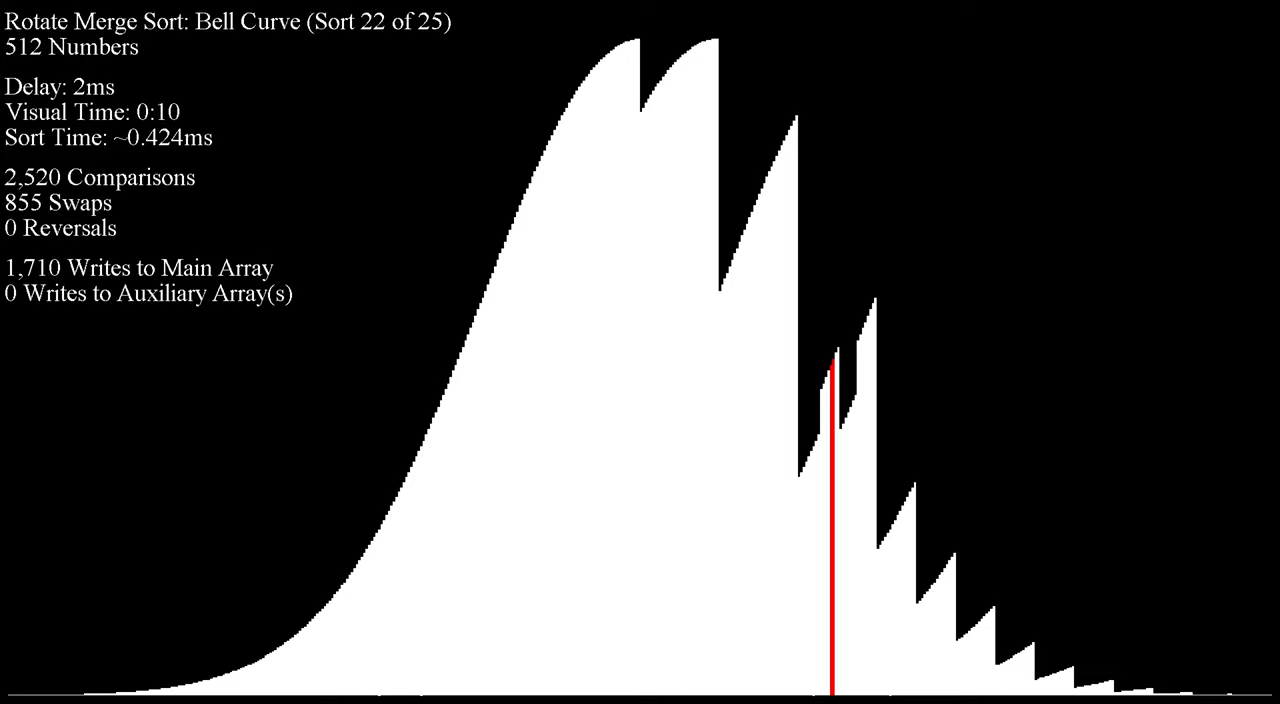 Rotate Merge Sort: Bell Curve (Sort 22 of 25)
512 Numbers
Delay: 2ms
Visual Time: 0:10
Sort Time: ~0.424ms
2,520 Comparisons
855 Swaps
0 Reversals
1,710 Writes to Main Array
0 Writes to Auxiliary Array(s)